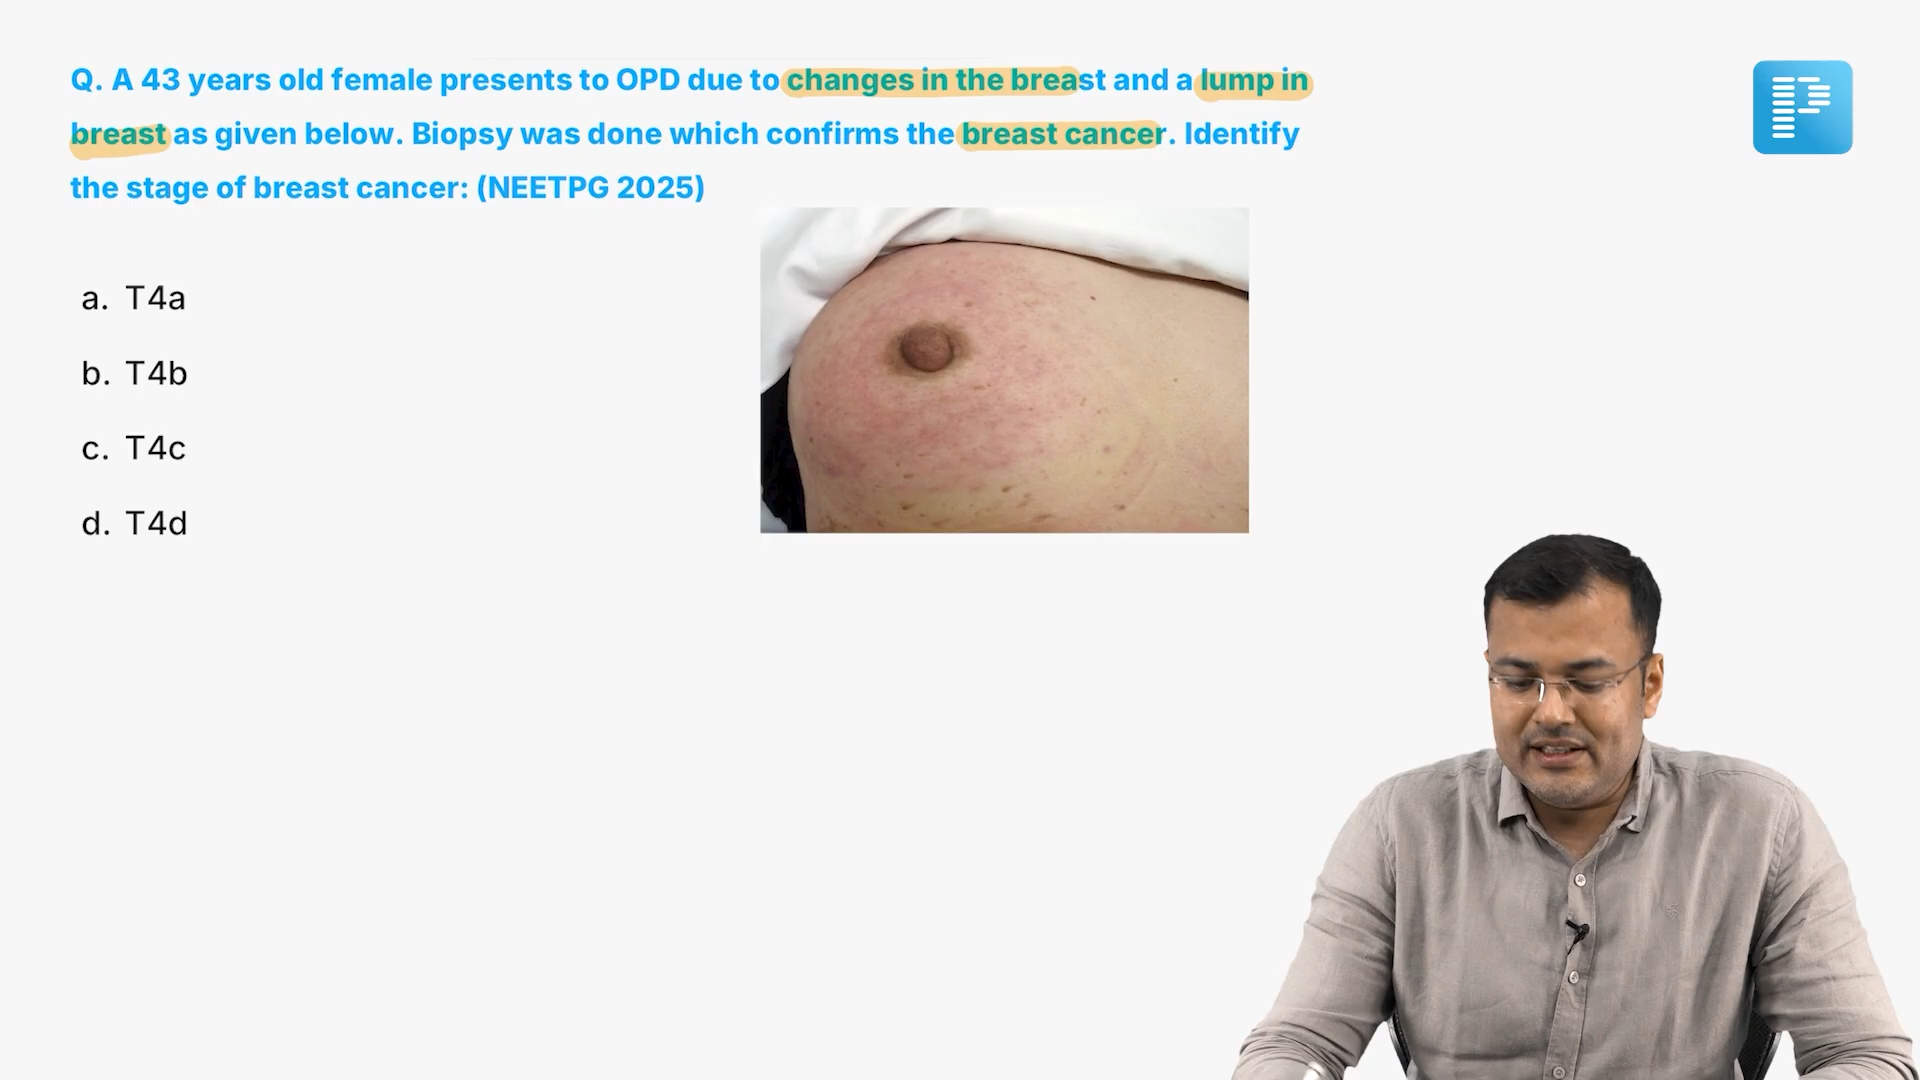 Q. A 43 years old female presents to OPD due to changes in the breast and a lump in
breast as given below. Biopsy was done which confirms the breast cancer. Identify
the stage of breast cancer: (NEETPG 2025)
a. T4a
b. T4b
c. T4c
d. T4d